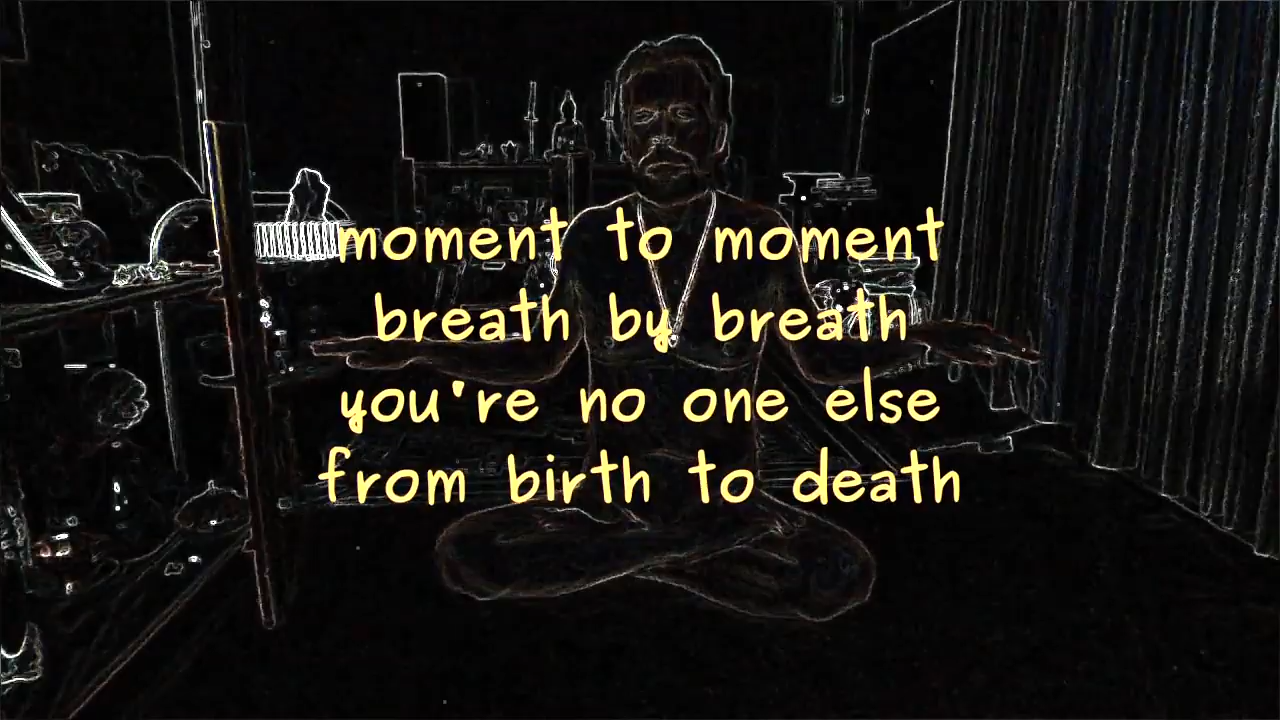 moment to moment
breath by breath
you're no one else
from birth to death